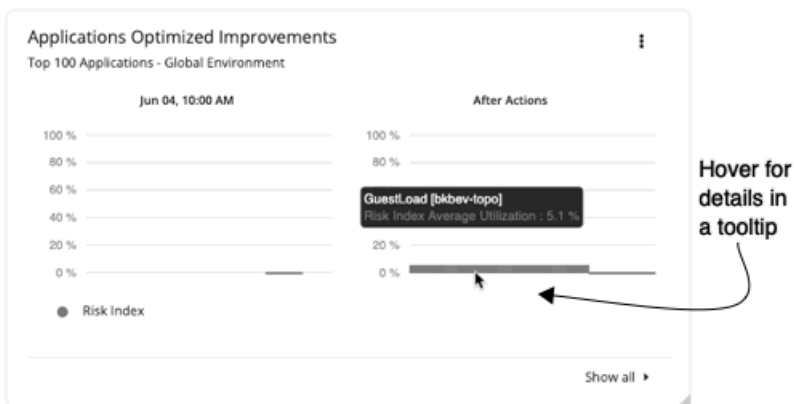 Applications Optimized Improvements
Top 100 Applications - Global Environment
Jun 04, 10:00 AM
100 %
80 %
60 %
40 %
20 %
0 %
Risk Index
After Actions
100 %
80 %
GuestLoad [bkbev-topo]
Risk Index Average Utilization : 5.1 %
20 %
0 %
Show all
Hover for
details in
a tooltip